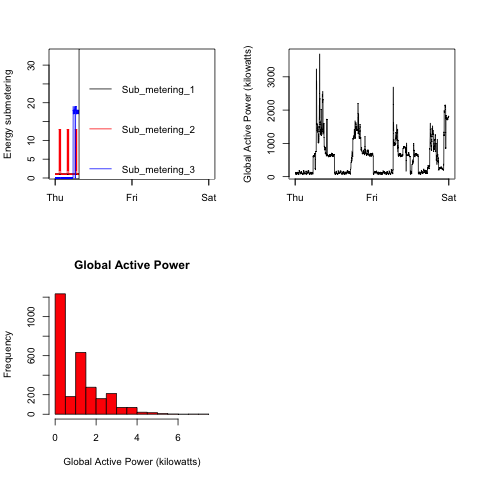 Energy submetering
0 5 10 20 30
Sub_metering_1
Sub_metering_2
Sub_metering_3
Thu Fri Sat
Global Active Power (kilowatts)
0 1000 2000 3000
Thu Fri Sat
Global Active Power
Frequency
0 200 600 1000
0 2 4 6
Global Active Power (kilowatts)